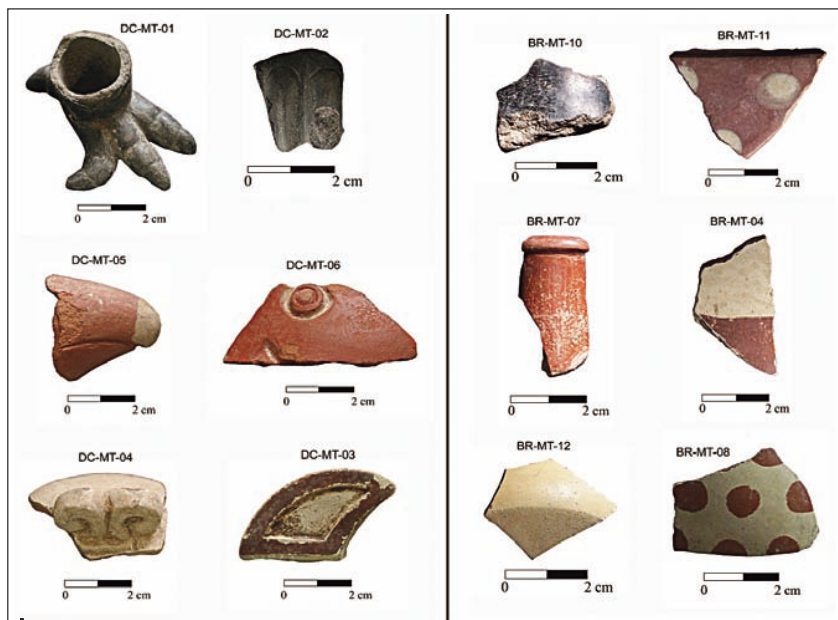 DC-MT-01
DC-MT-02
0 2 cm
0 2 cm
DC-MT-05
DC-MT-06
0 2 cm
0 2 cm
DC-MT-04
DC-MT-03
0 2 cm
0 2 cm
BR-MT-10
BR-MT-11
0 2 cm
0 2 cm
BR-MT-07
BR-MT-04
0 2 cm
0 2 cm
BR-MT-12
BR-MT-08
0 2 cm
0 2 cm